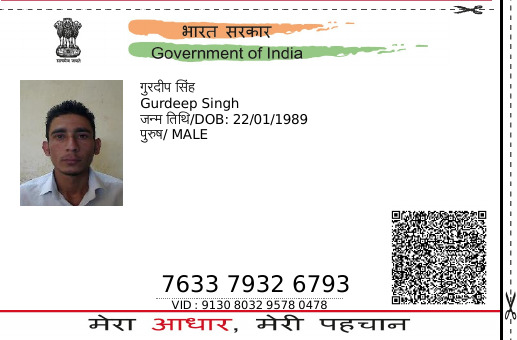 भारत सरकार
Government of India
सत्यमेव जयते
गुरदीप सिंह
Gurdeep Singh
जन्म तिथि/DOB: 22/01/1989
पुरुष/ MALE
7633 7932 6793
VID : 9130 8032 9578 0478
मेरा आधार, मेरी पहचान